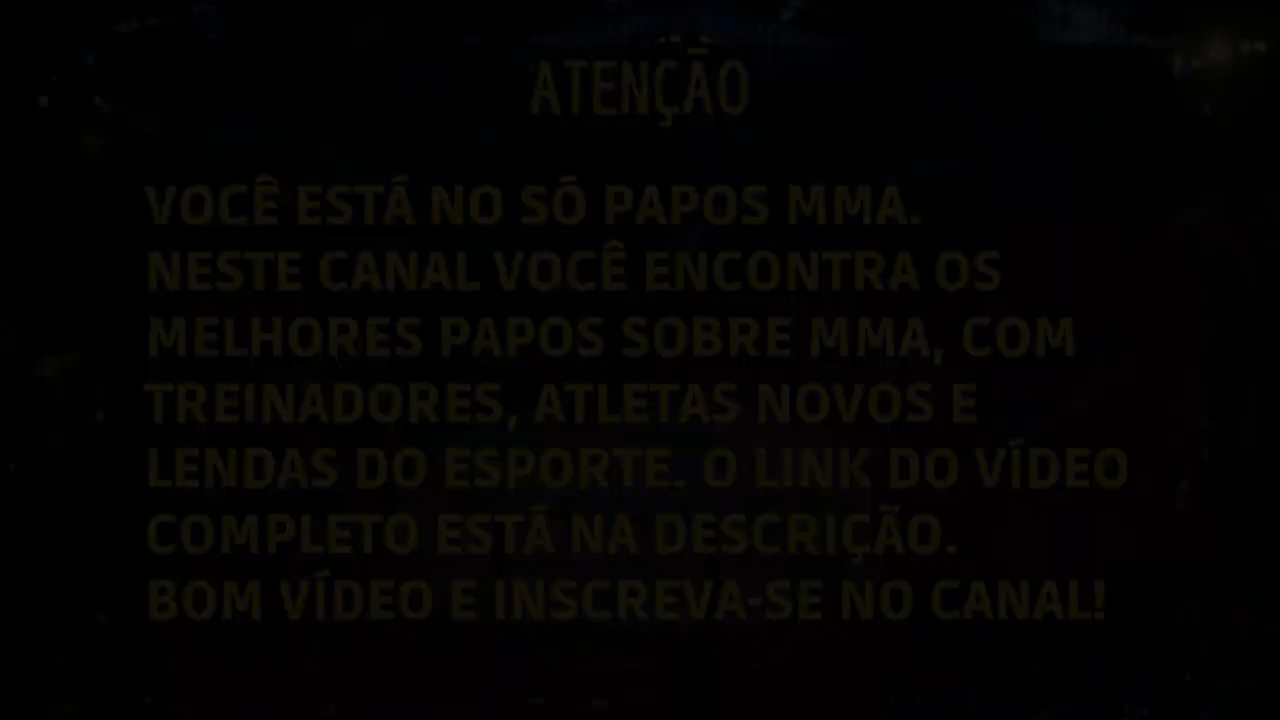 ATENÇÃO
VOCÊ ESTÁ NO SÓ PAPOS MMA.
NESTE CANAL VOCÊ ENCONTRA OS
MELHORES PAPOS SOBRE MMA, COM
TREINADORES, ATLETAS NOVOS E
LENDAS DO ESPORTE. O LINK DO VÍDEO
COMPLETO ESTÁ NA DESCRIÇÃO.
BOM VÍDEO E INSCREVA-SE NO CANAL!